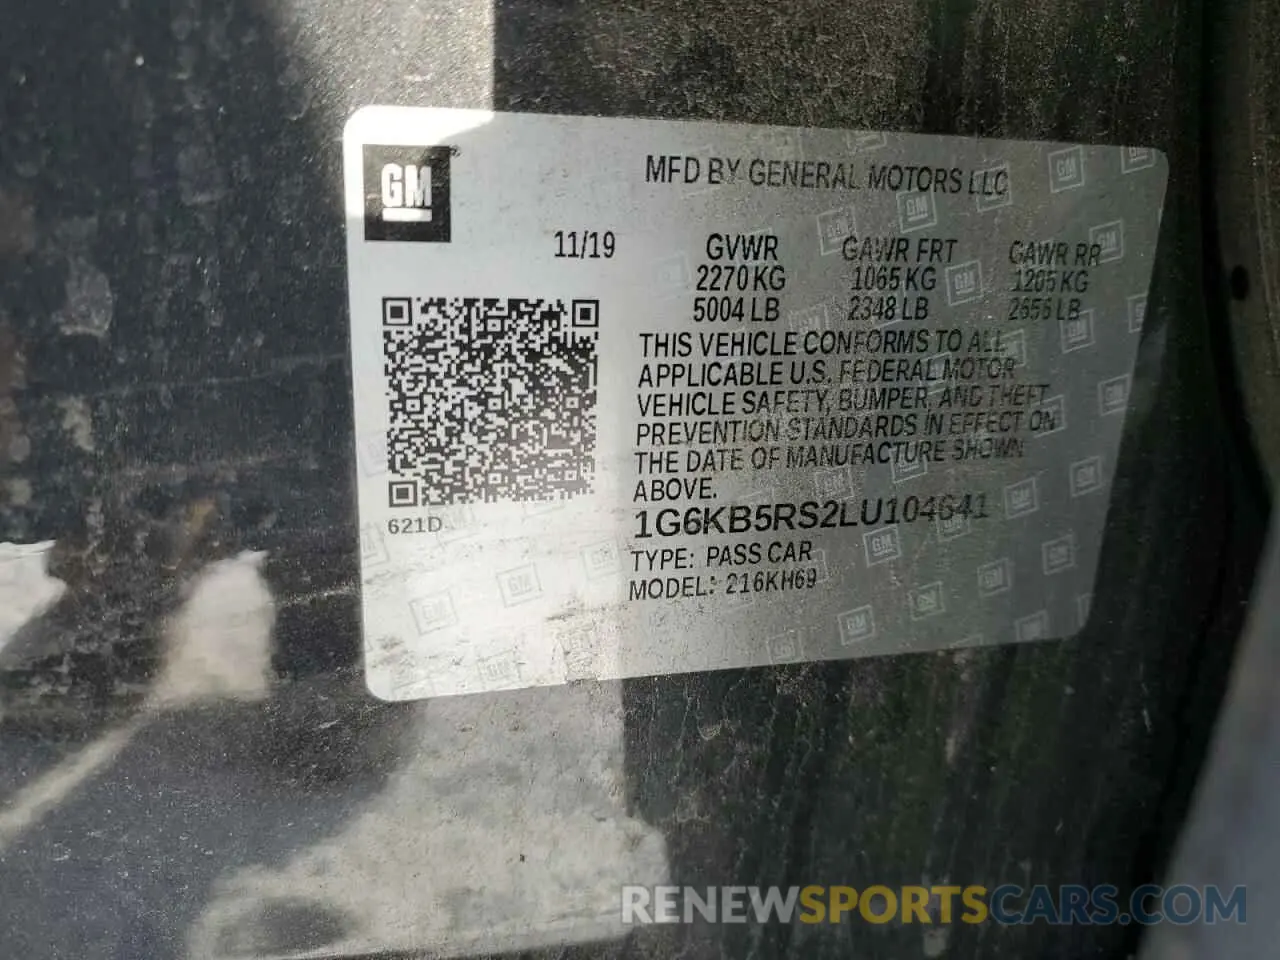 GM
MFD BY GENERAL MOTORS LLC
11/19 GVWR GAWR FRT GAWR RR
2270 KG 1065 KG 1205 KG
5004 LB 2348 LB 2656 LB
THIS VEHICLE CONFORMS TO ALL
APPLICABLE U.S. FEDERAL MOTOR
VEHICLE SAFETY, BUMPER, AND THEFT
PREVENTION STANDARDS IN EFFECT ON
THE DATE OF MANUFACTURE SHOWN
ABOVE.
621D
1G6KB5RS2LU104641
TYPE: PASS CAR
MODEL: 216KH69
RENEWSPORTSCARS.COM